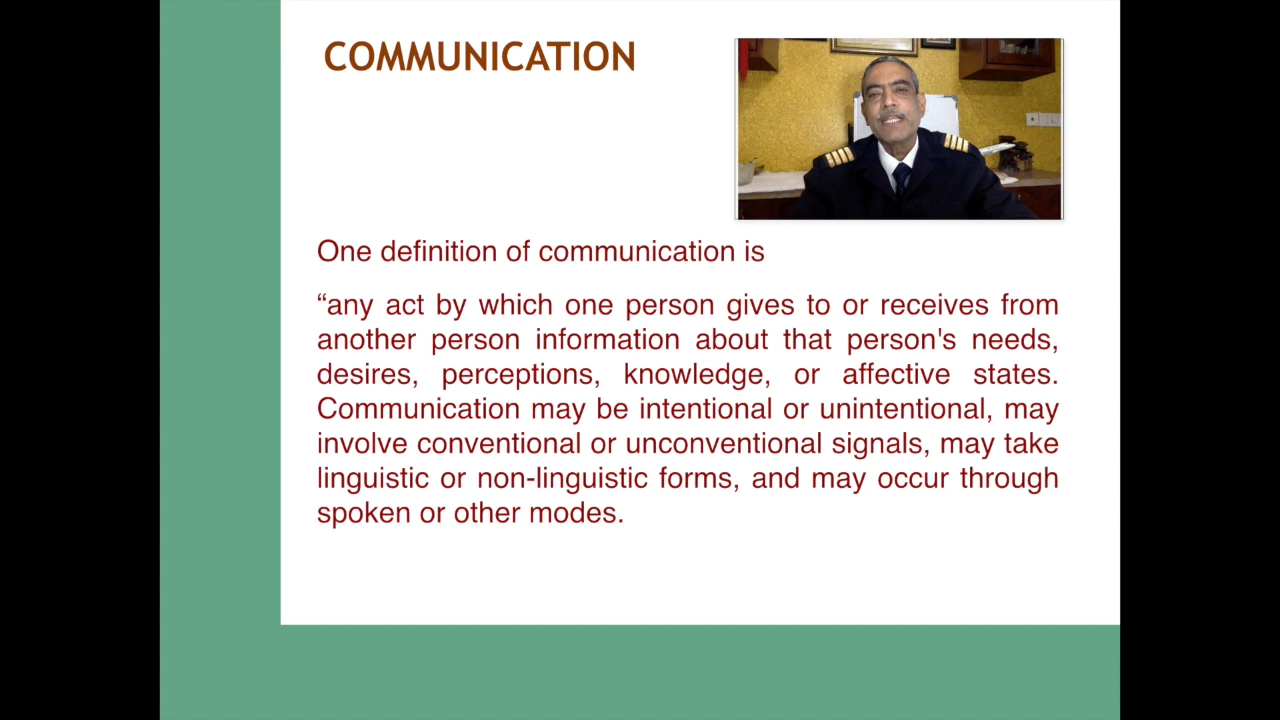 COMMUNICATION
One definition of communication is
“any act by which one person gives to or receives from
another person information about that person's needs,
desires, perceptions, knowledge, or affective states.
Communication may be intentional or unintentional, may
involve conventional or unconventional signals, may take
linguistic or non-linguistic forms, and may occur through
spoken or other modes.